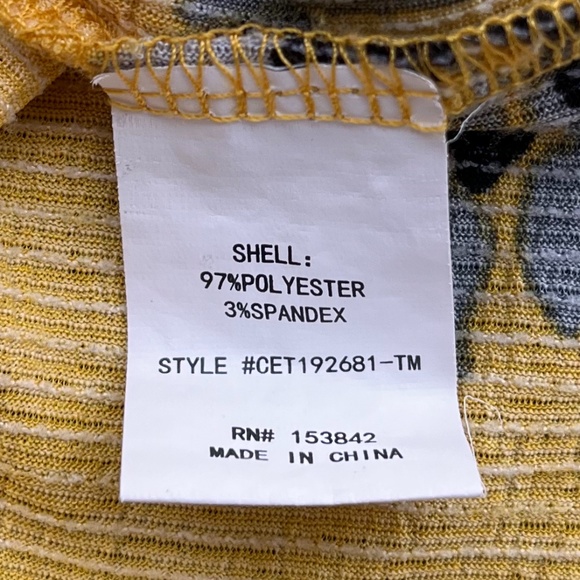 SHELL:
97%POLYESTER
3%SPANDEX
STYLE #CET192681-TM
RN# 153842
MADE IN CHINA